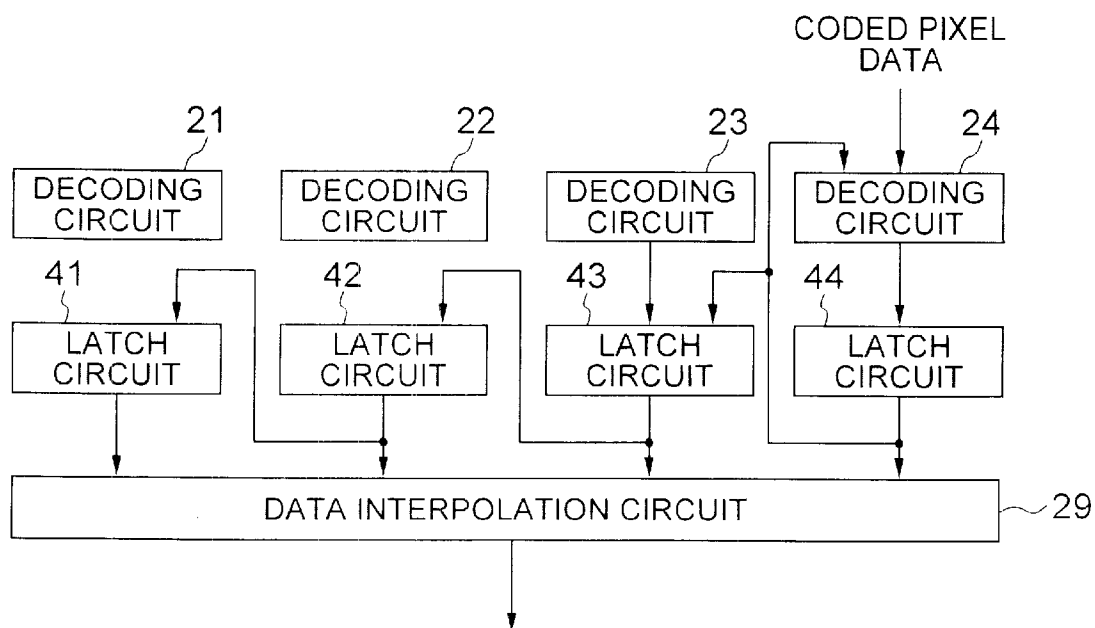 CODED PIXEL
DATA
21
22
23
24
DECODING
CIRCUIT
DECODING
CIRCUIT
DECODING
CIRCUIT
DECODING
CIRCUIT
41
42
43
44
LATCH
CIRCUIT
LATCH
CIRCUIT
LATCH
CIRCUIT
LATCH
CIRCUIT
DATA INTERPOLATION CIRCUIT
29